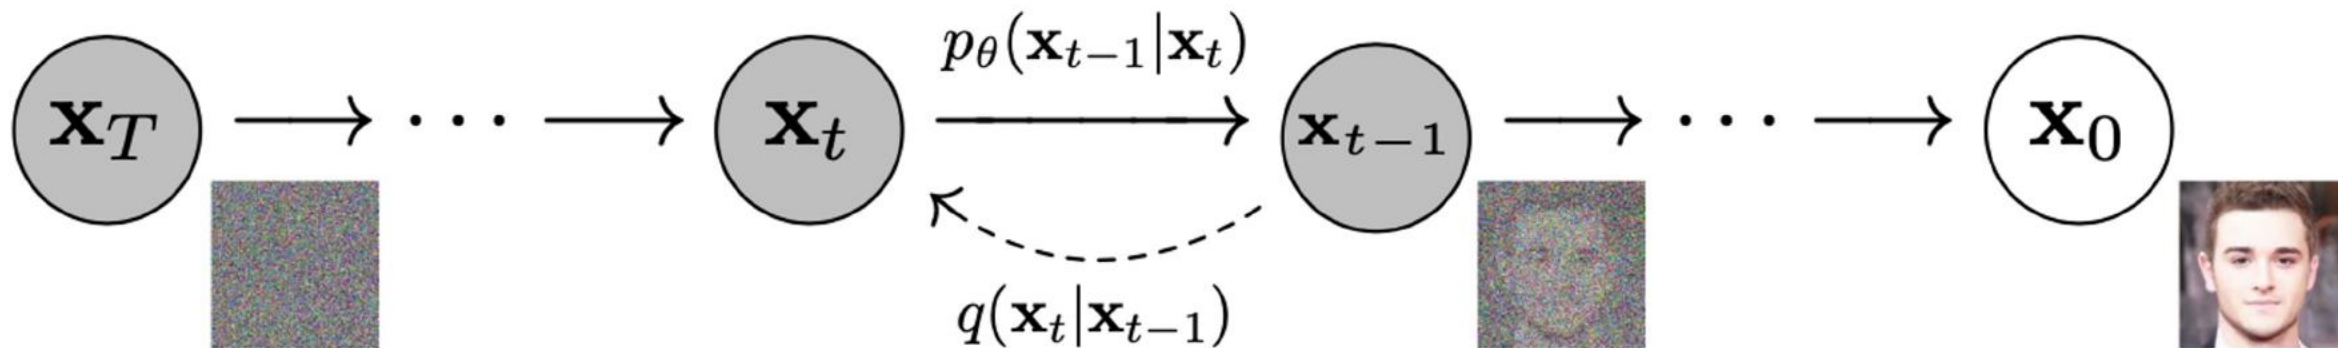 p_θ(𝐱_{t−1}|𝐱_t)
𝐱_T → ··· → 𝐱_t → 𝐱_{t−1} → ··· → 𝐱_0
q(𝐱_t|𝐱_{t−1})